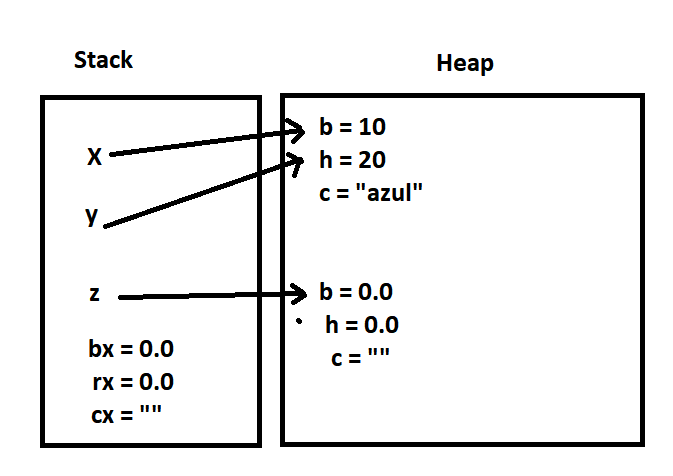 Stack
Heap
X
y
z
bx = 0.0
rx = 0.0
cx = ""
b = 10
h = 20
c = "azul"
b = 0.0
h = 0.0
c = ""